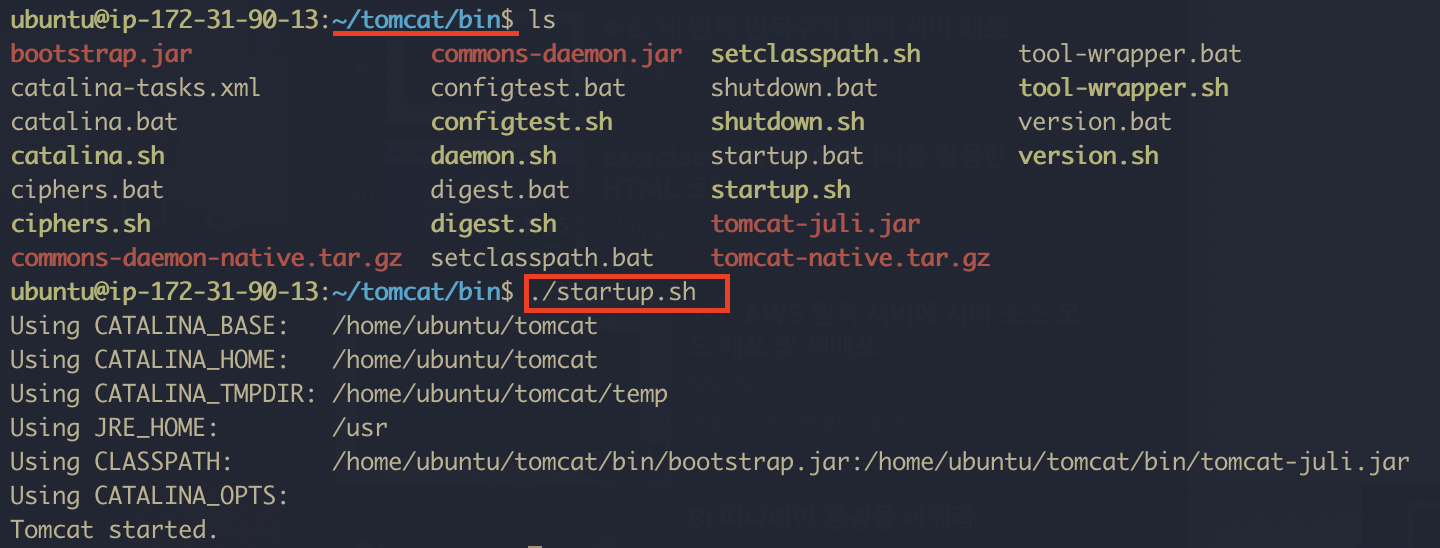 ubuntu@ip-172-31-90-13:~/tomcat/bin$ ls
bootstrap.jar commons-daemon.jar setclasspath.sh tool-wrapper.bat
catalina-tasks.xml configtest.bat shutdown.bat tool-wrapper.sh
catalina.bat configtest.sh shutdown.sh version.bat
catalina.sh daemon.sh startup.bat version.sh
ciphers.bat digest.bat startup.sh
ciphers.sh digest.sh tomcat-juli.jar
commons-daemon-native.tar.gz setclasspath.bat tomcat-native.tar.gz
ubuntu@ip-172-31-90-13:~/tomcat/bin$ ./startup.sh
Using CATALINA_BASE: /home/ubuntu/tomcat
Using CATALINA_HOME: /home/ubuntu/tomcat
Using CATALINA_TMPDIR: /home/ubuntu/tomcat/temp
Using JRE_HOME: /usr
Using CLASSPATH: /home/ubuntu/tomcat/bin/bootstrap.jar:/home/ubuntu/tomcat/bin/tomcat-juli.jar
Using CATALINA_OPTS:
Tomcat started.